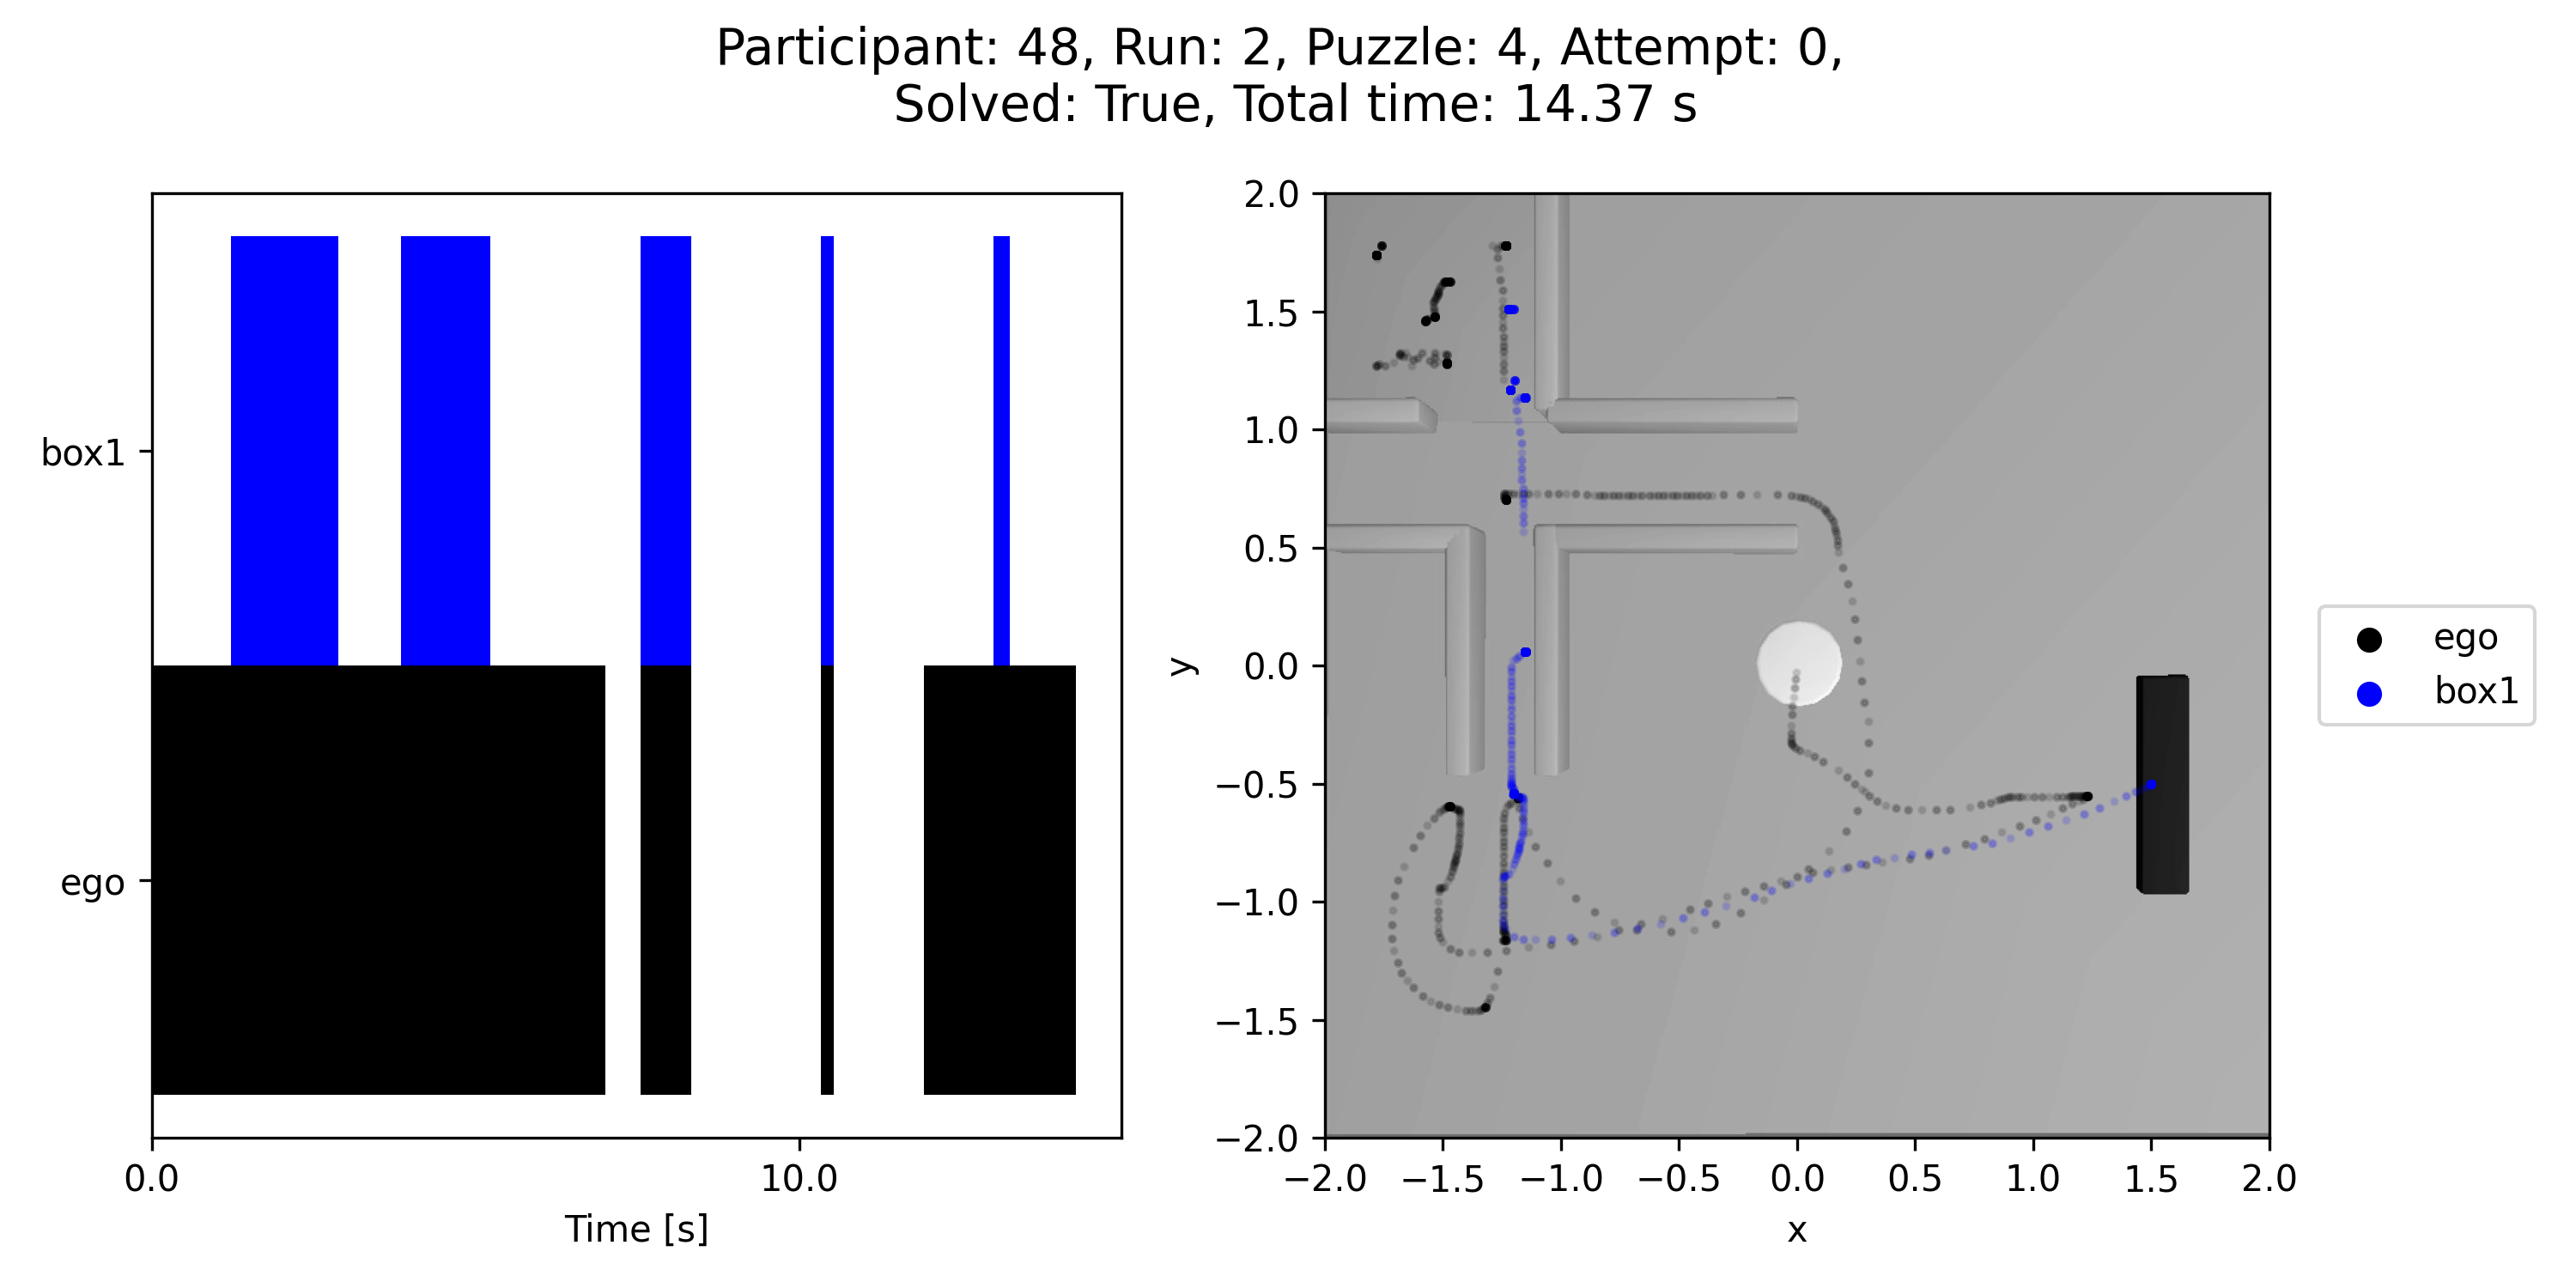 Participant: 48, Run: 2, Puzzle: 4, Attempt: 0,
Solved: True, Total time: 14.37 s
box1
ego
0.0
10.0
Time [s]
2.0
1.5
1.0
0.5
0.0
−0.5
−1.0
−1.5
−2.0
y
−2.0
−1.5
−1.0
−0.5
0.0
0.5
1.0
1.5
2.0
x
ego
box1